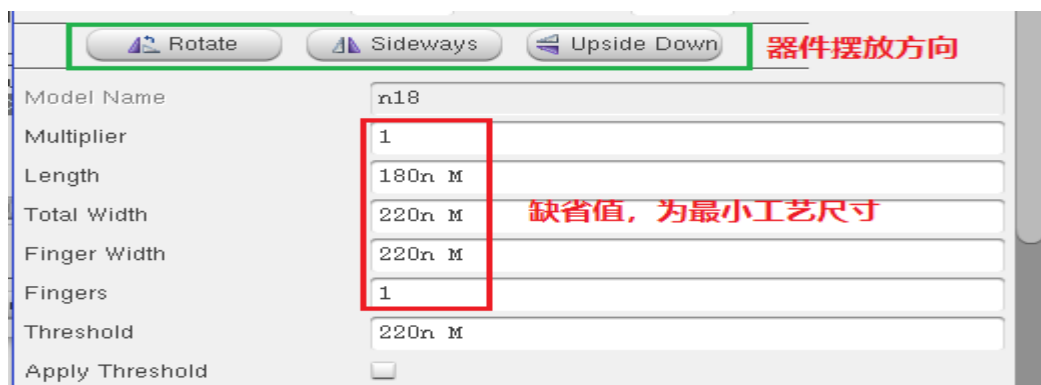 Rotate Sideways Upside Down 器件摆放方向
Model Name n18
Multiplier 1
Length 180n M
Total Width 220n M 缺省值，为最小工艺尺寸
Finger Width 220n M
Fingers 1
Threshold 220n M
Apply Threshold